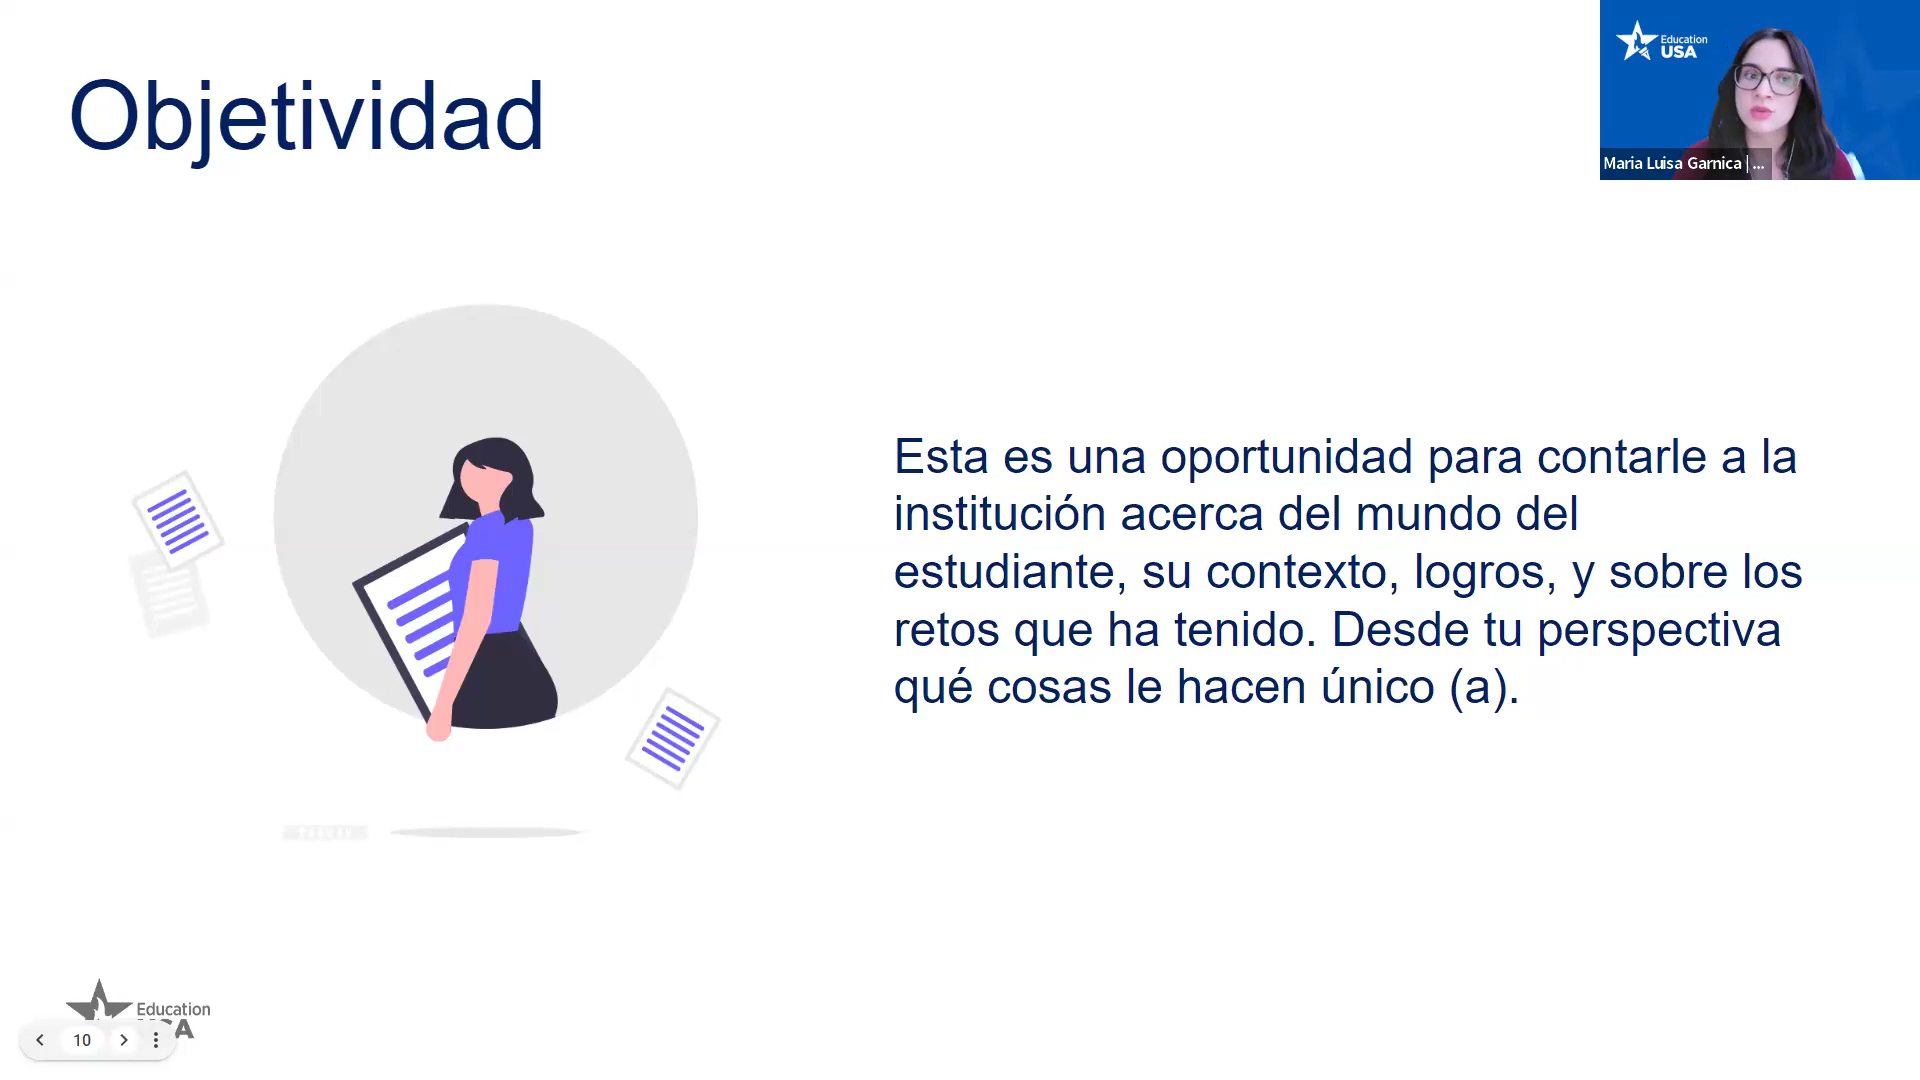 Objetividad
Education
USA
Maria Luisa Garnica | ...
Esta es una oportunidad para contarle a la
institución acerca del mundo del
estudiante, su contexto, logros, y sobre los
retos que ha tenido. Desde tu perspectiva
qué cosas le hacen único (a).
Education
USA
10